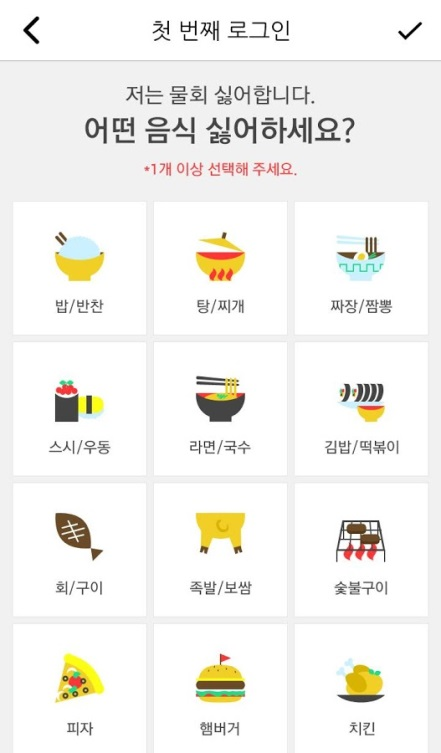 첫 번째 로그인
저는 물회 싫어합니다.
어떤 음식 싫어하세요?
*1개 이상 선택해 주세요.
밥/반찬
탕/찌개
짜장/짬뽕
스시/우동
라면/국수
김밥/떡볶이
회/구이
족발/보쌈
숯불구이
피자
햄버거
치킨